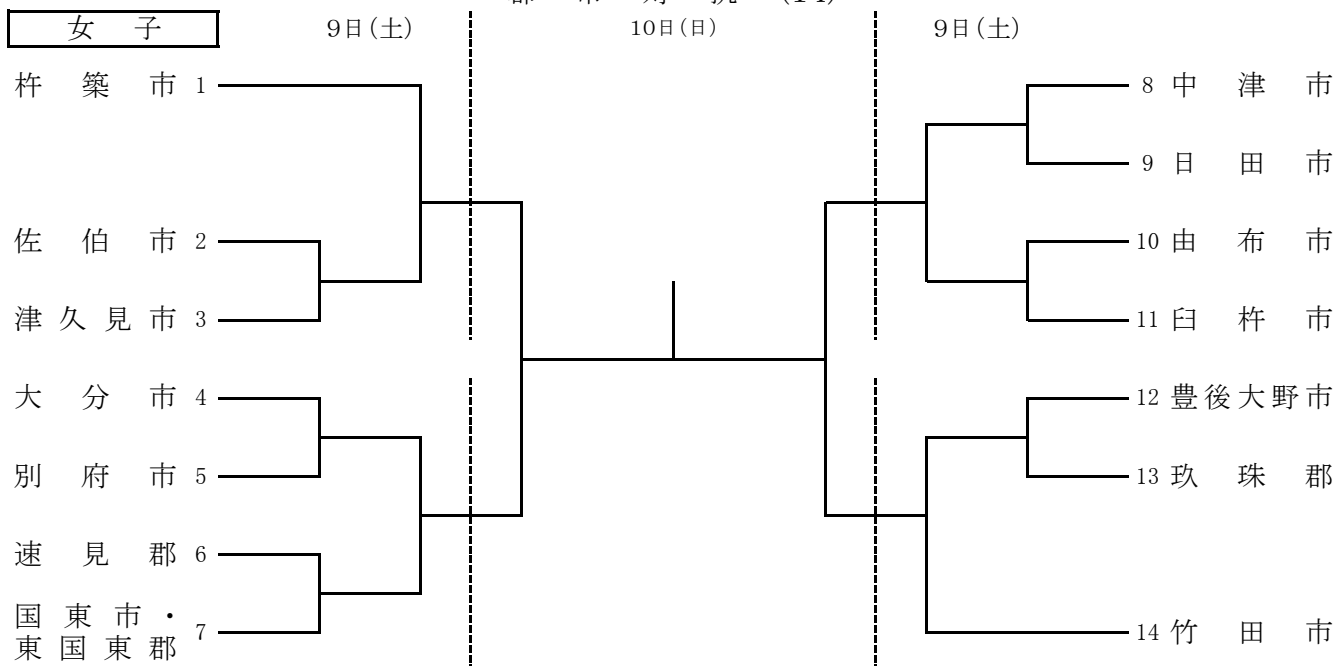 (14)
女子
9日(土)
10日(日)
9日(土)
杵築市 1
佐伯市 2
津久見市 3
大分市 4
別府市 5
速見郡 6
国東市・
東国東郡 7
8 中津市
9 日田市
10 由布市
11 臼杵市
12 豊後大野市
13 玖珠郡
14 竹田市